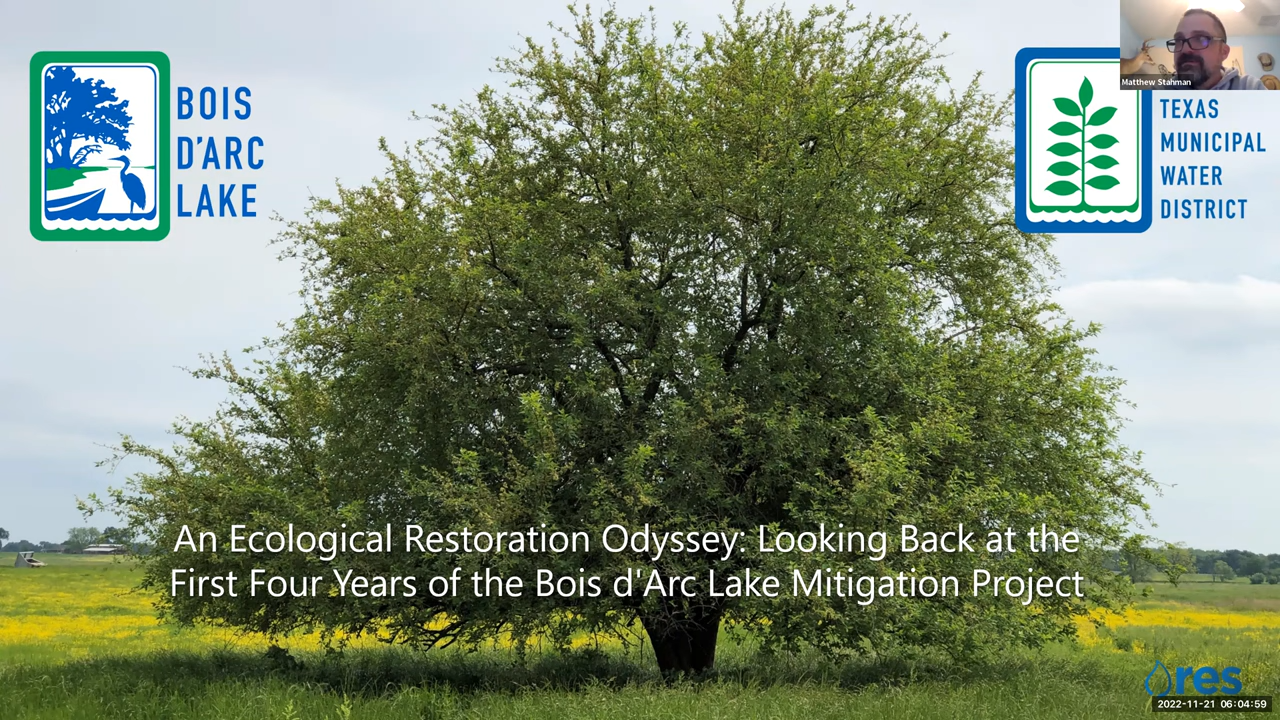 BOIS
D'ARC
LAKE
Matthew Stahman
TEXAS
MUNICIPAL
WATER
DISTRICT
An Ecological Restoration Odyssey: Looking Back at the
First Four Years of the Bois d'Arc Lake Mitigation Project
res
2022-11-21 06:04:59